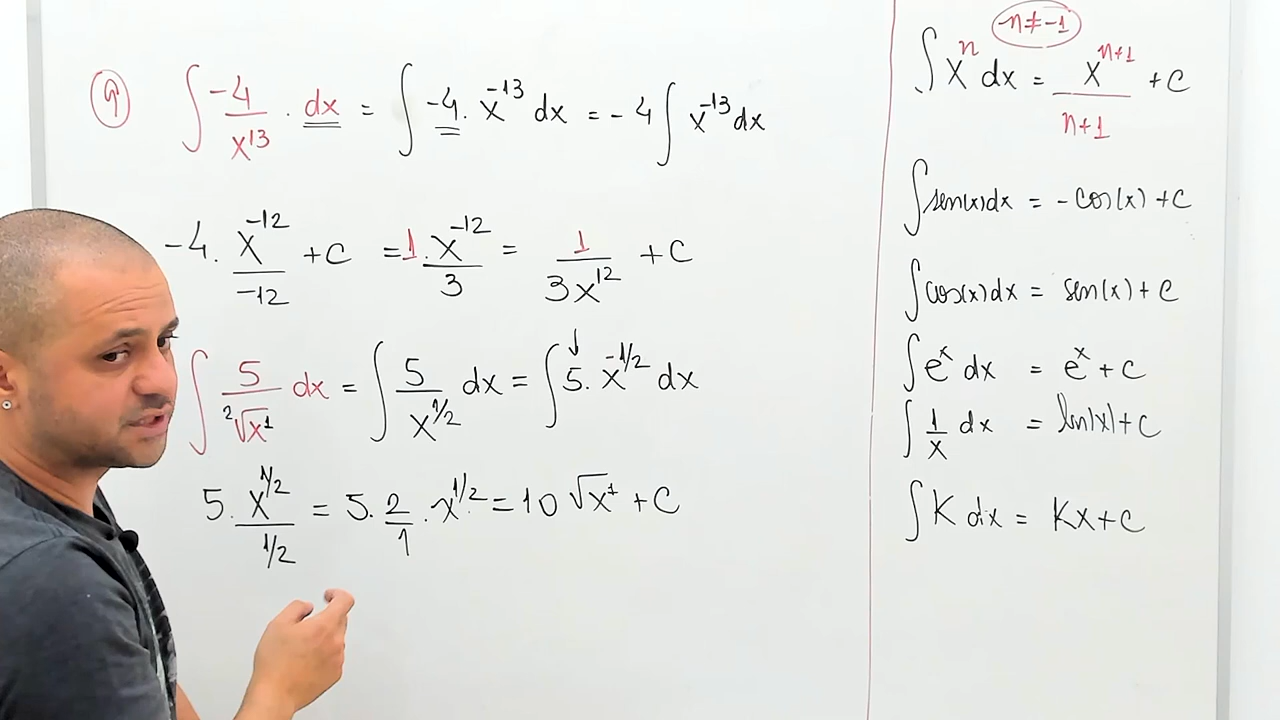 9) ∫ -4/x^13 · dx = ∫ -4 · x^-13 dx = -4 ∫ x^-13 dx
-4 · x^-12/-12 + C = 1 · x^-12/3 = 1/3x^12 + C
∫ 5/²√x^1 dx = ∫ 5/x^1/2 dx = ∫ 5 · x^-1/2 dx
5 · x^1/2/1/2 = 5 · 2/1 · x^1/2 = 10 √x^1 + C
n≠-1
∫ x^n dx = x^n+1/n+1 + C
∫ sen(x)dx = -cos(x) + C
∫ cos(x)dx = sen(x) + C
∫ e^x dx = e^x + C
∫ 1/x dx = ln|x| + C
∫ K dx = Kx + C